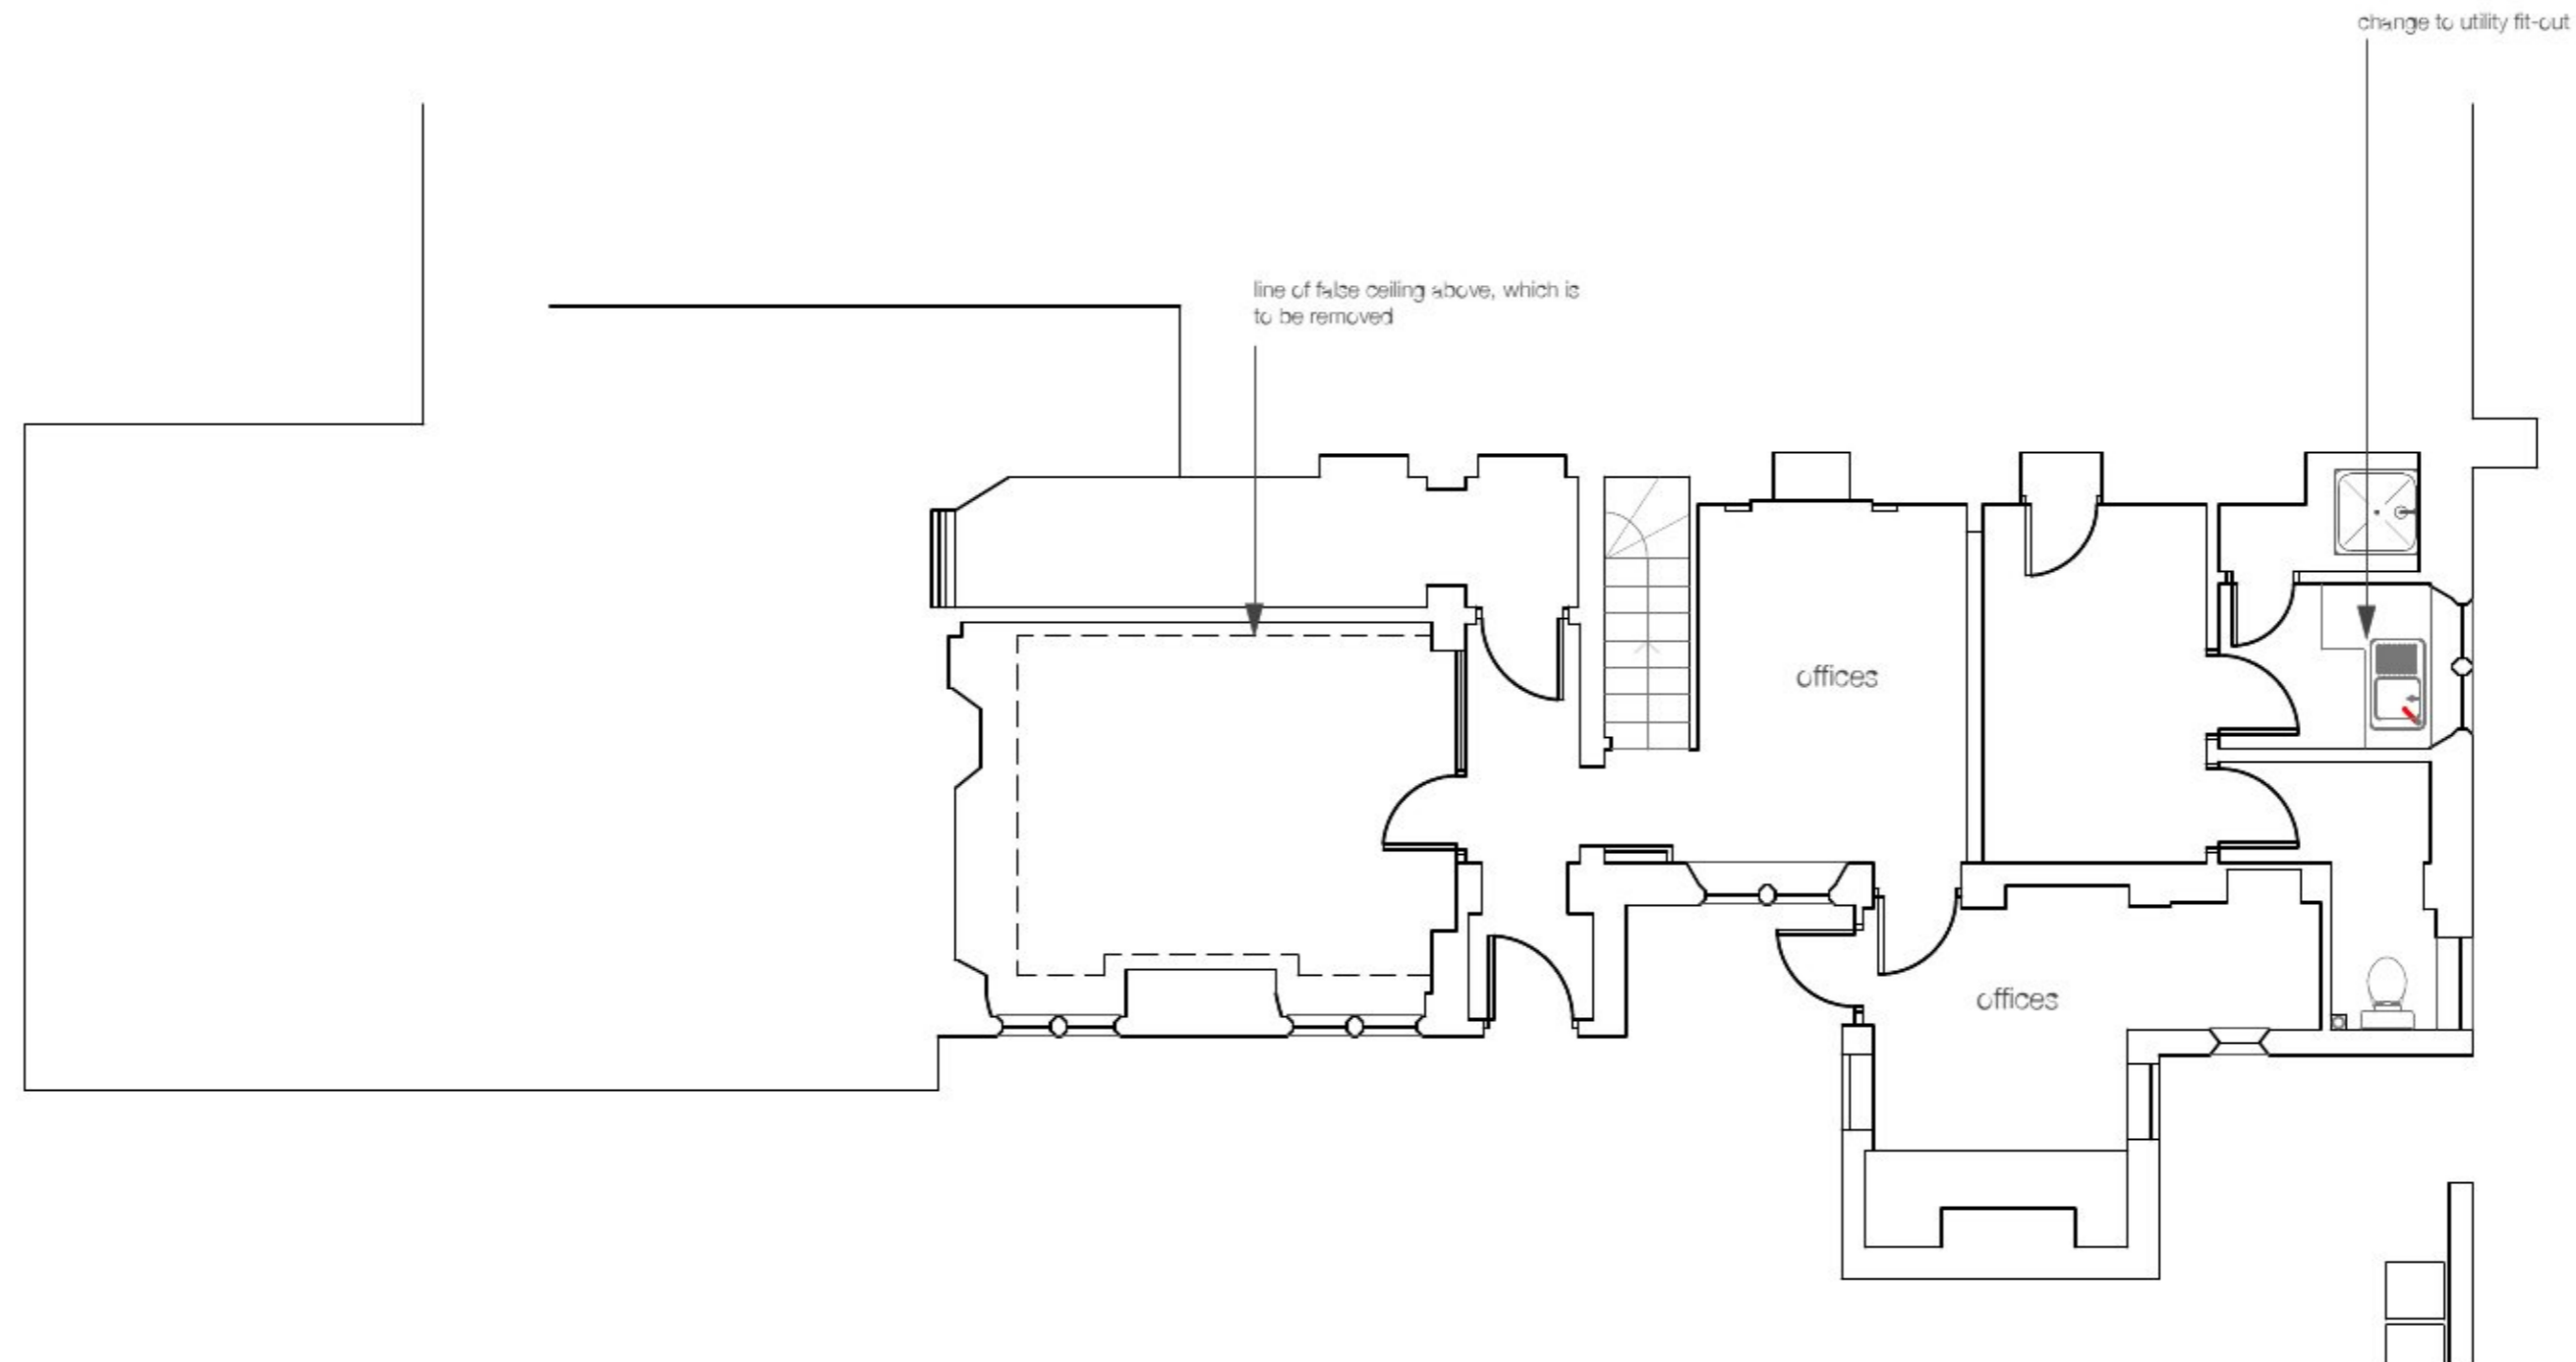 change to utility fit-out
line of false ceiling above, which is
to be removed
offices
offices